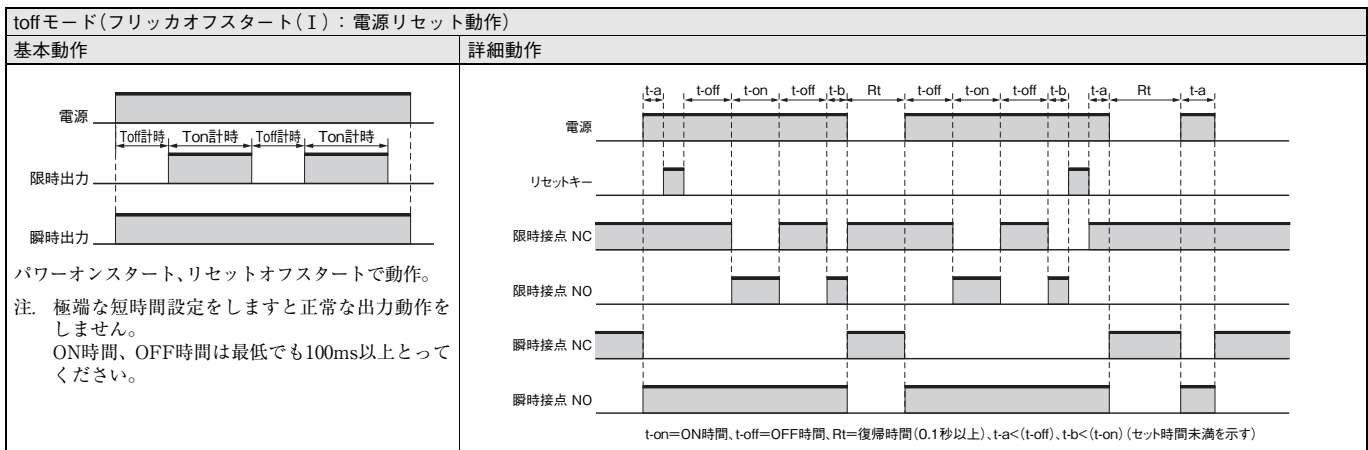 toffモード(フリッカオフスタート(Ⅰ):電源リセット動作)
基本動作
電源
Toff計時 Ton計時 Toff計時 Ton計時
限時出力
瞬時出力
パワーオンスタート、リセットオフスタートで動作。
注. 極端な短時間設定をしますと正常な出力動作を
しません。
ON時間、OFF時間は最低でも100ms以上とって
ください。
詳細動作
t-a t-off t-on t-off t-b Rt t-off t-on t-off t-b t-a Rt t-a
電源
リセットキー
限時接点 NC
限時接点 NO
瞬時接点 NC
瞬時接点 NO
t-on=ON時間、t-off=OFF時間、Rt=復帰時間(0.1秒以上)、t-a<(t-off)、t-b<(t-on)(セット時間未満を示す)